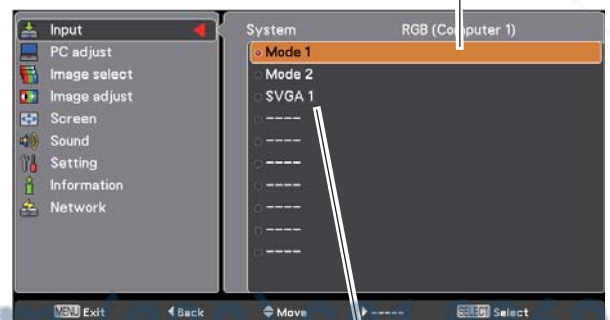 Input
PC adjust
Image select
Image adjust
Screen
Sound
Setting
Information
Network
System RGB (Computer 1)
Mode 1
Mode 2
SVGA 1
----
----
----
----
----
----
----
MENU Exit Back Move ----- SELECT Select